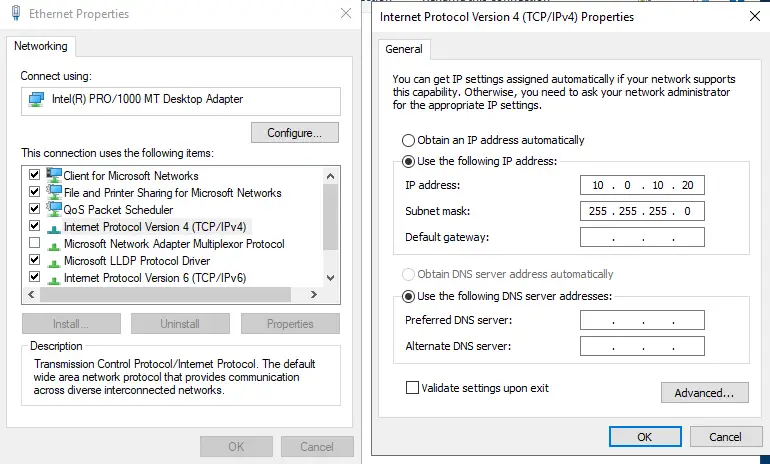 Ethernet Properties
Networking
Connect using:
Intel(R) PRO/1000 MT Desktop Adapter
Configure...
This connection uses the following items:
Client for Microsoft Networks
File and Printer Sharing for Microsoft Networks
QoS Packet Scheduler
Internet Protocol Version 4 (TCP/IPv4)
Microsoft Network Adapter Multiplexor Protocol
Microsoft LLDP Protocol Driver
Internet Protocol Version 6 (TCP/IPv6)
Install...
Uninstall
Properties
Description
Transmission Control Protocol/Internet Protocol. The default
wide area network protocol that provides communication
across diverse interconnected networks.
OK
Cancel
Internet Protocol Version 4 (TCP/IPv4) Properties
General
You can get IP settings assigned automatically if your network supports
this capability. Otherwise, you need to ask your network administrator
for the appropriate IP settings.
Obtain an IP address automatically
Use the following IP address:
IP address: 10 . 0 . 10 . 20
Subnet mask: 255 . 255 . 255 . 0
Default gateway: . . .
Obtain DNS server address automatically
Use the following DNS server addresses:
Preferred DNS server: . . .
Alternate DNS server: . . .
Validate settings upon exit
Advanced...
OK
Cancel